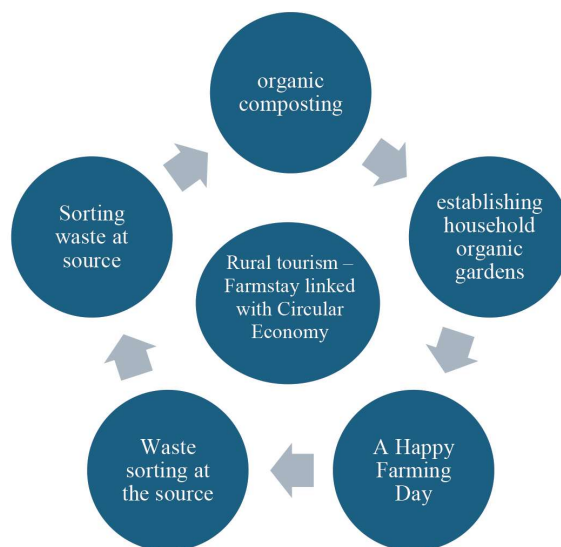 organic
composting
establishing
household
organic
gardens
A Happy
Farming
Day
Waste
sorting at
the source
Sorting
waste at
source
Rural tourism –
Farmstay linked
with Circular
Economy